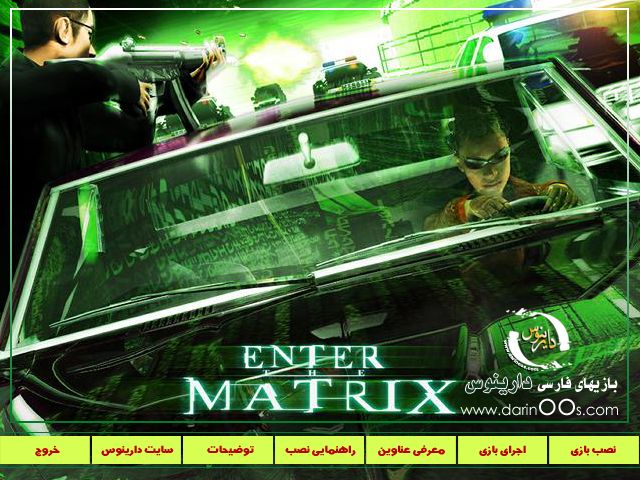 ENTER
THE
MATRIX
دارینوس
بازیهای فارسی دارینوس
www.darinOOs.com
نصب بازی
اجرای بازی
معرفی عناوین
راهنمایی نصب
توضیحات
سایت دارینوس
خروج